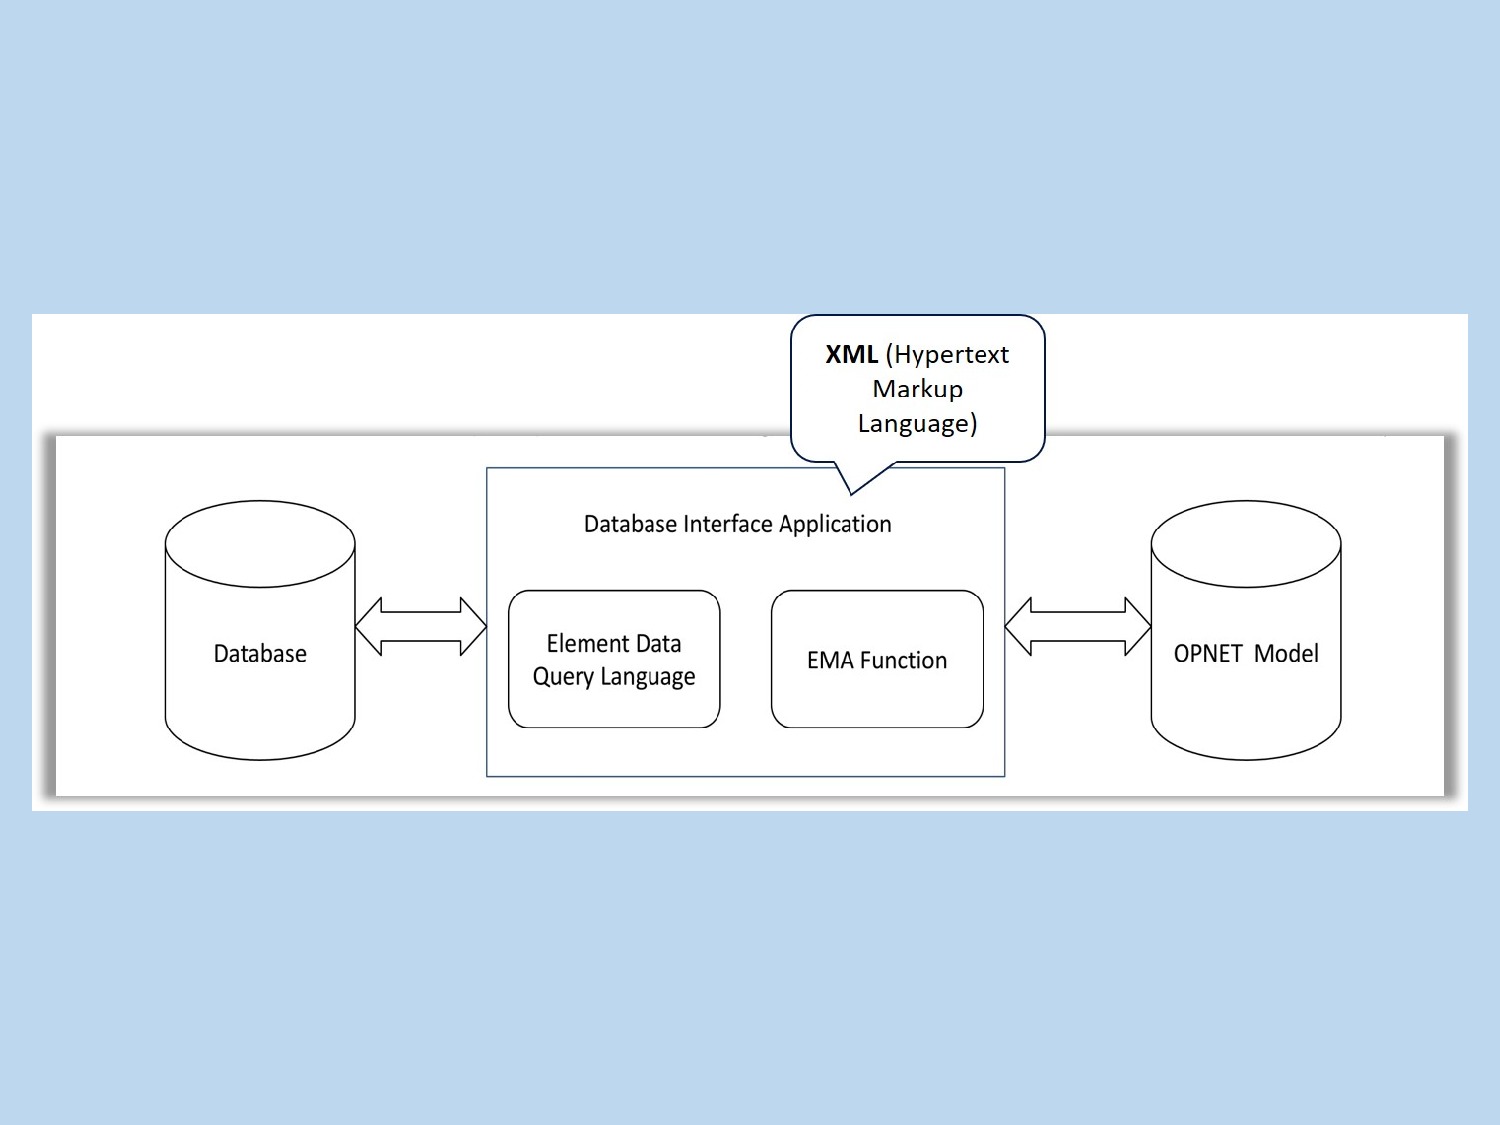 XML (Hypertext
Markup
Language)
Database Interface Application
Database
Element Data
Query Language
EMA Function
OPNET Model